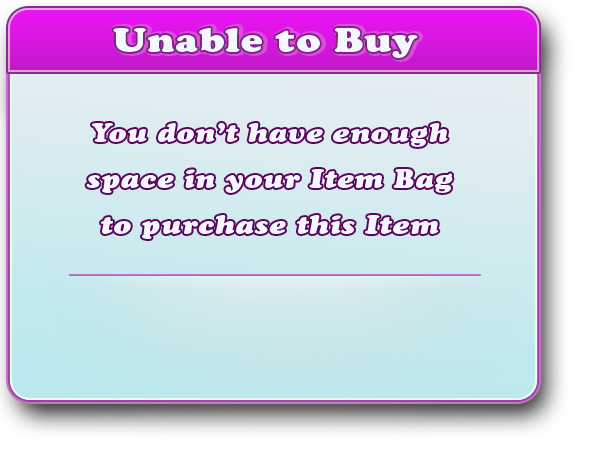 Unable to Buy
You don't have enough
space in your Item Bag
to purchase this Item